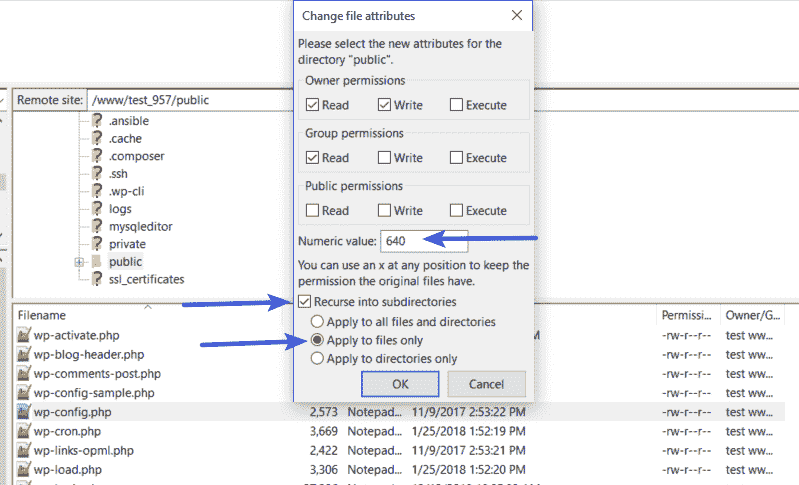 Change file attributes
Please select the new attributes for the
directory "public".
Owner permissions
Read Write Execute
Group permissions
Read Write Execute
Public permissions
Read Write Execute
Numeric value: 640
You can use an x at any position to keep the
permission the original files have.
Recurse into subdirectories
Apply to all files and directories
Apply to files only
Apply to directories only
OK Cancel
Remote site: /www/test_957/public
.ansible
.cache
.composer
.ssh
.wp-cli
logs
mysqleditor
private
public
ssl_certificates
Filename Permissi... Owner/G...
wp-activate.php M -rw-r--r-- test ww...
wp-blog-header.php -rw-r--r-- test ww...
wp-comments-post.php -rw-r--r-- test ww...
wp-config-sample.php -rw-r--r-- test ww...
wp-config.php 2,573 Notepad... 11/9/2017 2:53:22 PM -rw-r--r-- test ww...
wp-cron.php 3,669 Notepad... 1/25/2018 1:52:19 PM -rw-r--r-- test ww...
wp-links-opml.php 2,422 Notepad... 11/9/2017 2:53:21 PM -rw-r--r-- test ww...
wp-load.php 3,306 Notepad... 1/25/2018 1:52:20 PM -rw-r--r-- test ww...